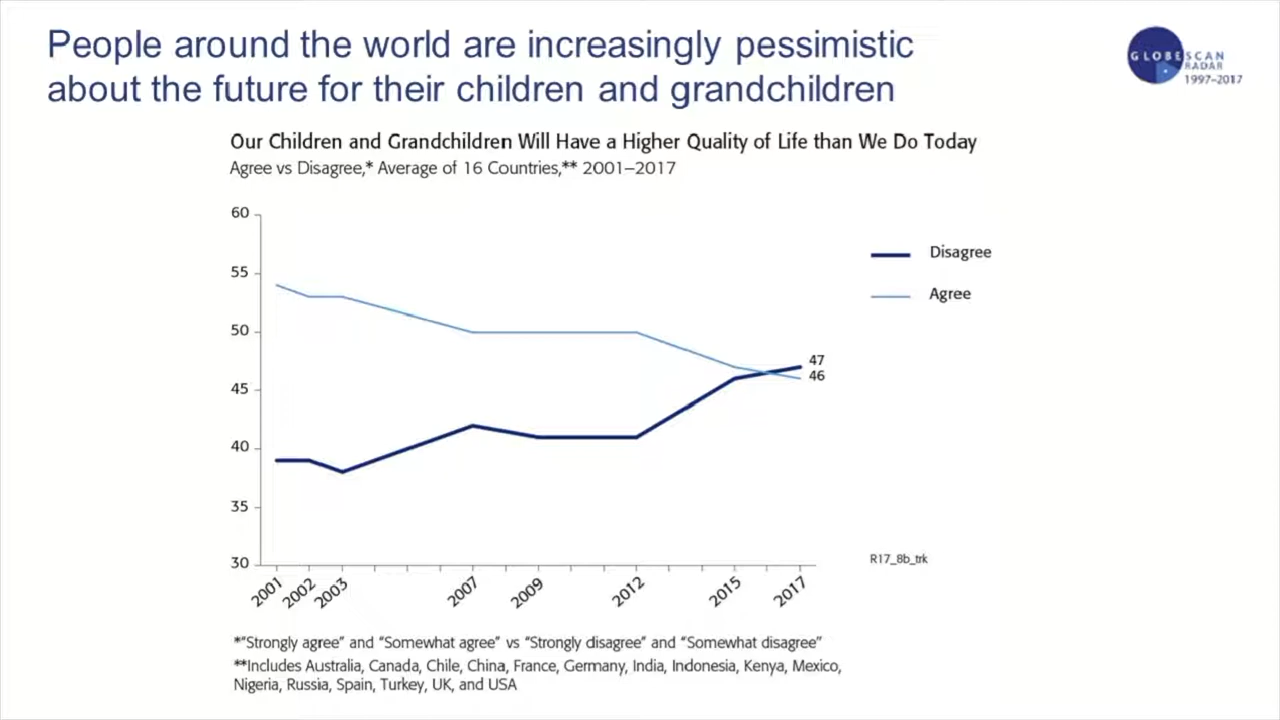 People around the world are increasingly pessimistic
about the future for their children and grandchildren
GLOBESCAN
RADAR
1997–2017
Our Children and Grandchildren Will Have a Higher Quality of Life than We Do Today
Agree vs Disagree,* Average of 16 Countries,** 2001–2017
60
55
50
45
40
35
30
Disagree
Agree
47
46
R17_8b_trk
2001
2002
2003
2007
2009
2012
2015
2017
*"Strongly agree" and "Somewhat agree" vs "Strongly disagree" and "Somewhat disagree"
**Includes Australia, Canada, Chile, China, France, Germany, India, Indonesia, Kenya, Mexico,
Nigeria, Russia, Spain, Turkey, UK, and USA